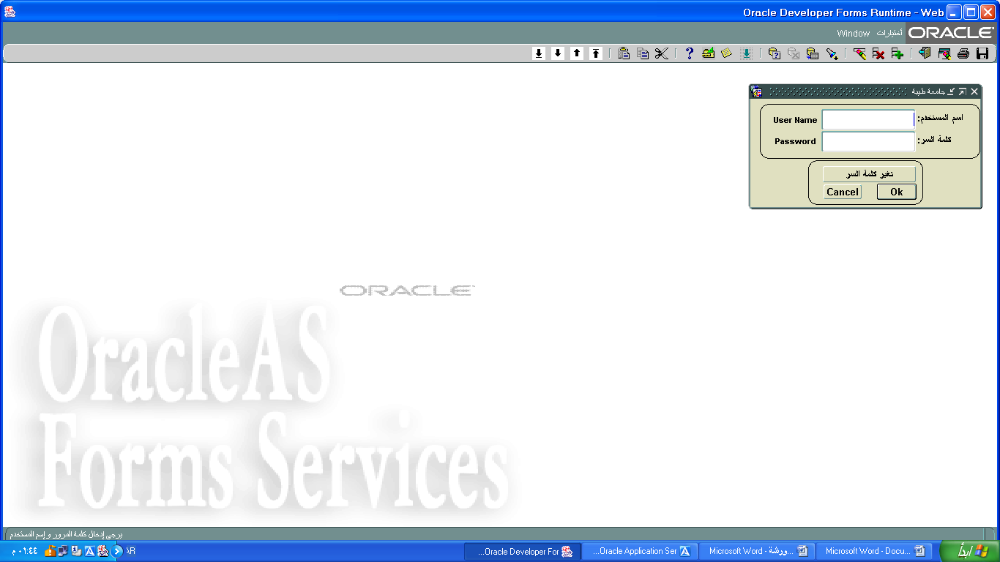 Oracle Developer Forms Runtime - Web
ORACLE
أختيارات
Window
جامعة طيبة
User Name
اسم المستخدم:
Password
كلمة السر:
تغير كلمة السر
Cancel
Ok
ORACLE
OracleAS
Forms Services
يرجى إدخال كلمة المرور و إسم المستخدم
ابدأ
Microsoft Word - Docu...
Microsoft Word - ورشة...
Oracle Application Ser...
Oracle Developer For...
AR
٠١:٤٤ م